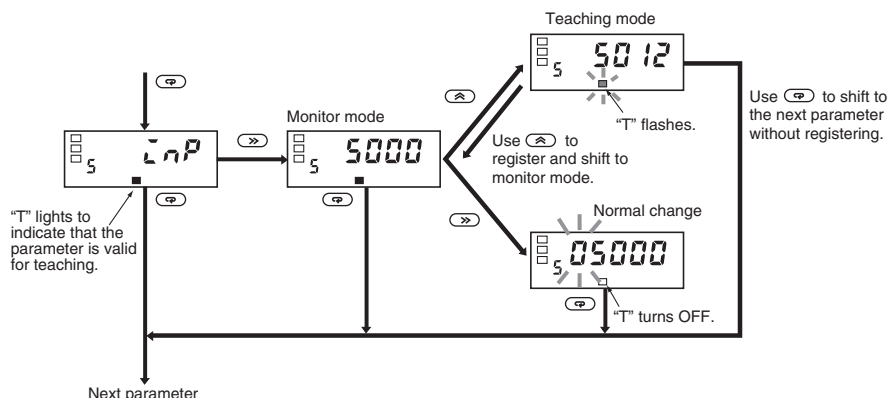 Teaching mode
S 5012
"T" flashes.
Use to shift to
the next parameter
without registering.
Monitor mode
S inP
S 5000
Use to
register and shift to
monitor mode.
"T" lights to
indicate that the
parameter is valid
for teaching.
Normal change
S 05000
"T" turns OFF.
Next parameter